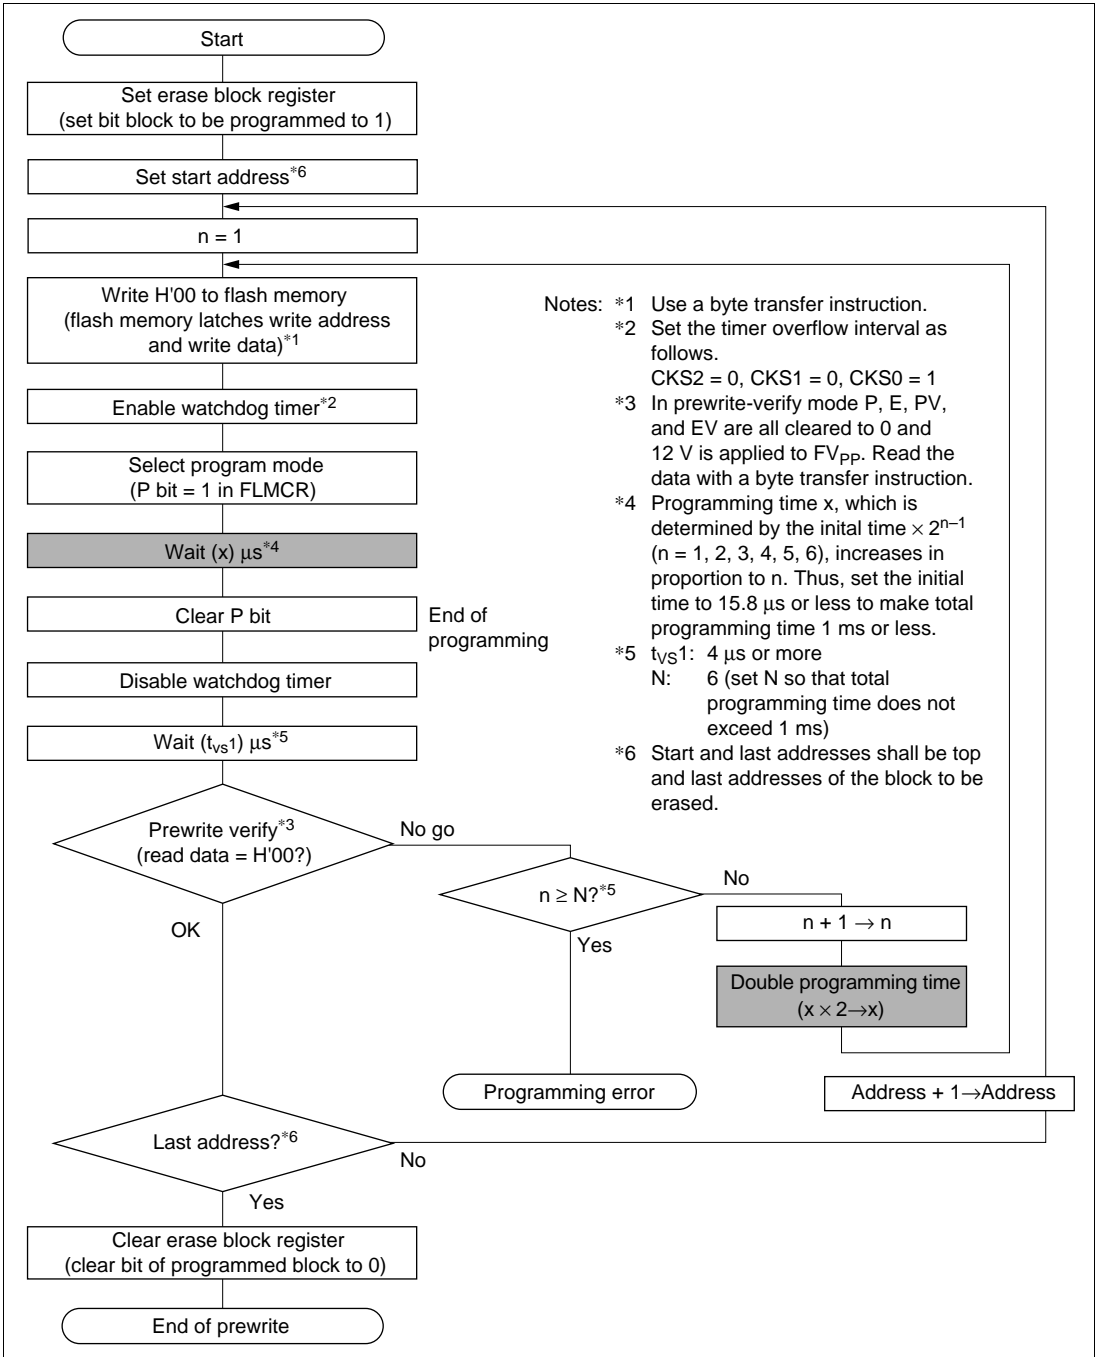 Start
Set erase block register
(set bit block to be programmed to 1)
Set start address*6
n = 1
Write H'00 to flash memory
(flash memory latches write address
and write data)*1
Enable watchdog timer*2
Select program mode
(P bit = 1 in FLMCR)
Wait (x) μs*4
Clear P bit
End of
programming
Disable watchdog timer
Wait (tvs1) μs*5
Notes: *1 Use a byte transfer instruction.
*2 Set the timer overflow interval as
follows.
CKS2 = 0, CKS1 = 0, CKS0 = 1
*3 In prewrite-verify mode P, E, PV,
and EV are all cleared to 0 and
12 V is applied to FVPP. Read the
data with a byte transfer instruction.
*4 Programming time x, which is
determined by the inital time × 2n–1
(n = 1, 2, 3, 4, 5, 6), increases in
proportion to n. Thus, set the initial
time to 15.8 μs or less to make total
programming time 1 ms or less.
*5 tVS1: 4 μs or more
N: 6 (set N so that total
programming time does not
exceed 1 ms)
*6 Start and last addresses shall be top
and last addresses of the block to be
erased.
Prewrite verify*3
(read data = H'00?)
No go
OK
n ≥ N?*5
No
Yes
n + 1 → n
Double programming time
(x × 2→x)
Programming error
Address + 1→Address
Last address?*6
No
Yes
Clear erase block register
(clear bit of programmed block to 0)
End of prewrite